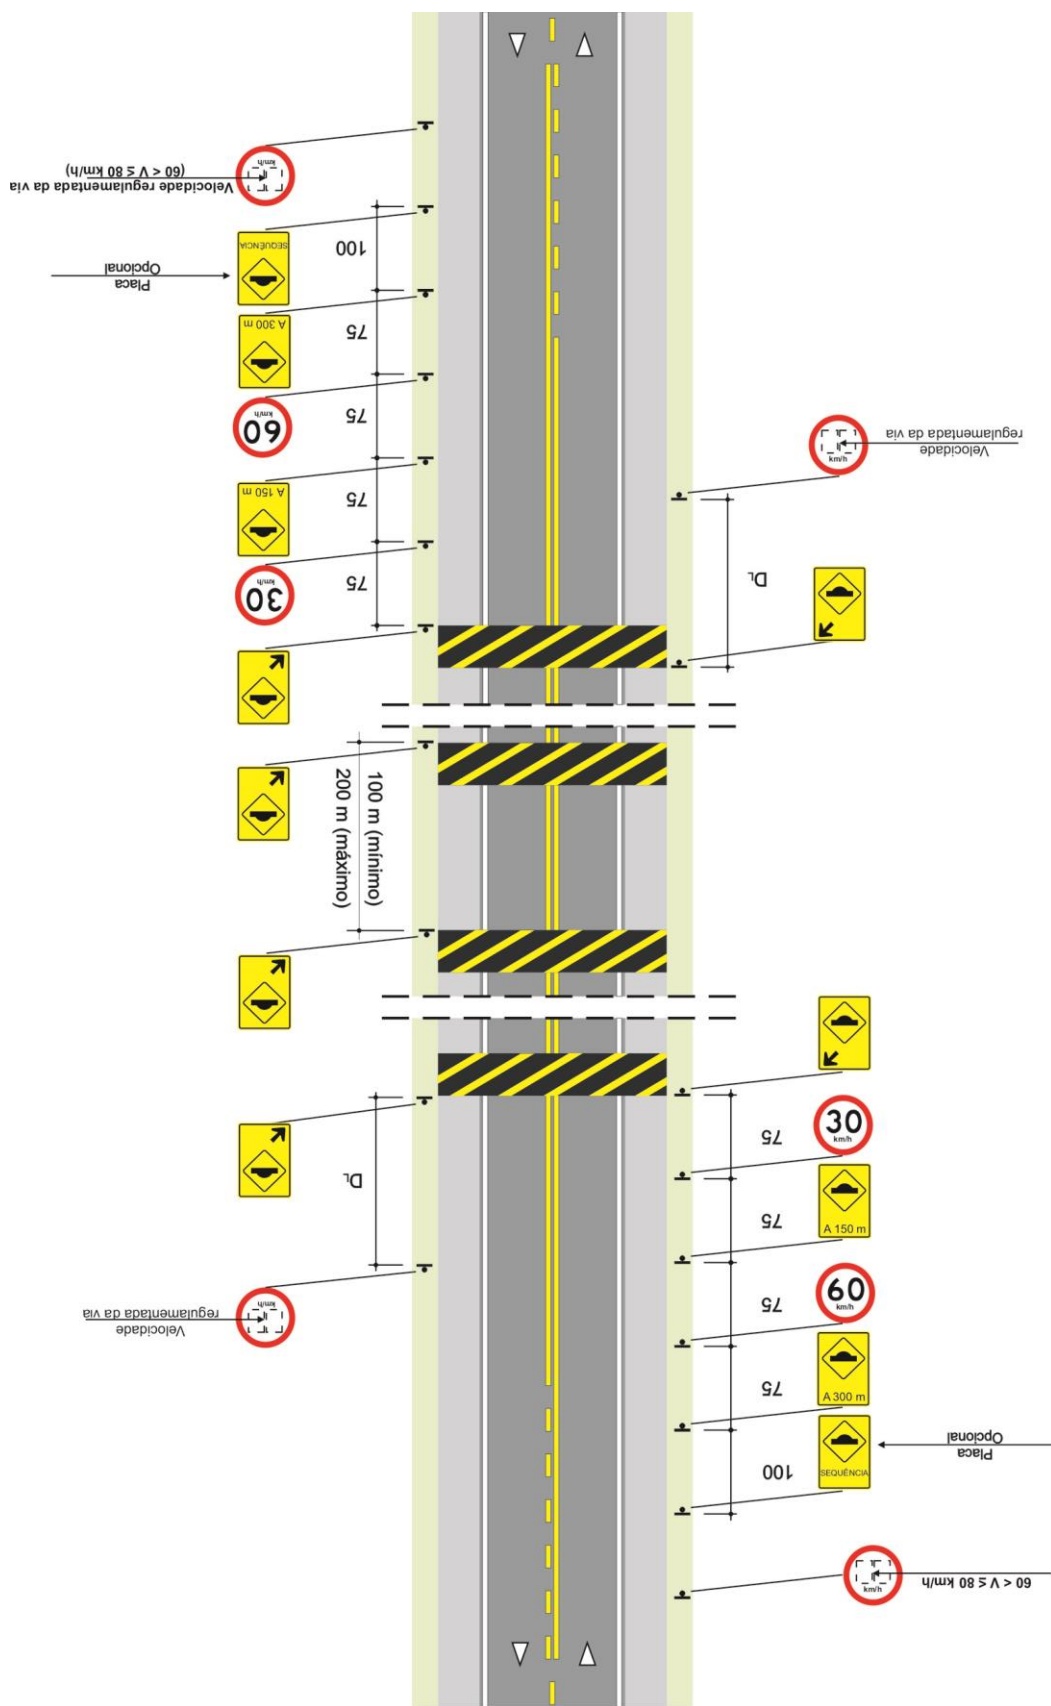 Velocidade regulamentada da via
(60 < V ≤ 80 km/h)
km/h
SEQUÊNCIA
Placa
Opcional
100
A 300 m
75
60
km/h
75
A 150 m
75
30
km/h
75
Velocidade
regulamentada da via
km/h
DL
100 m (mínimo)
200 m (máximo)
DL
Velocidade
regulamentada da via
km/h
30
km/h
75
A 150 m
75
60
km/h
75
A 300 m
75
SEQUÊNCIA
100
Placa
Opcional
km/h
60 < V ≤ 80 km/h